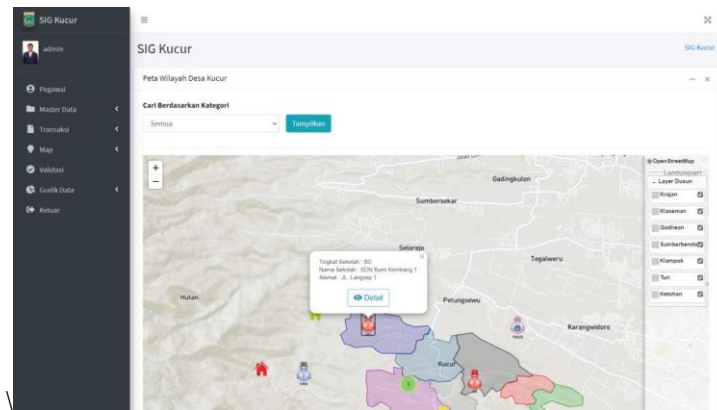 SIG Kucur
admin
Pegawai
Master Data
Transaksi
Map
Validasi
Grafik Data
Keluar
SIG Kucur
SIG Kucur
Peta Wilayah Desa Kucur
Cari Berdasarkan Kategori
Semua
Tampilkan
+
−
Gadingkulon
Sumbersekar
Selorejo
Tegalweru
Hutan
Petungsewu
Karangwidoro
Kucur
3
Tingkat Sekolah : SD
Nama Sekolah : SDN Bumi Kembang 1
Alamat : JL. Langsep 1
Detail
OpenStreetMap
Landungsari
Layer Dusun
Krajan
Klaseman
Godhean
Sumberbendo
Klampok
Turi
Ketohan
\